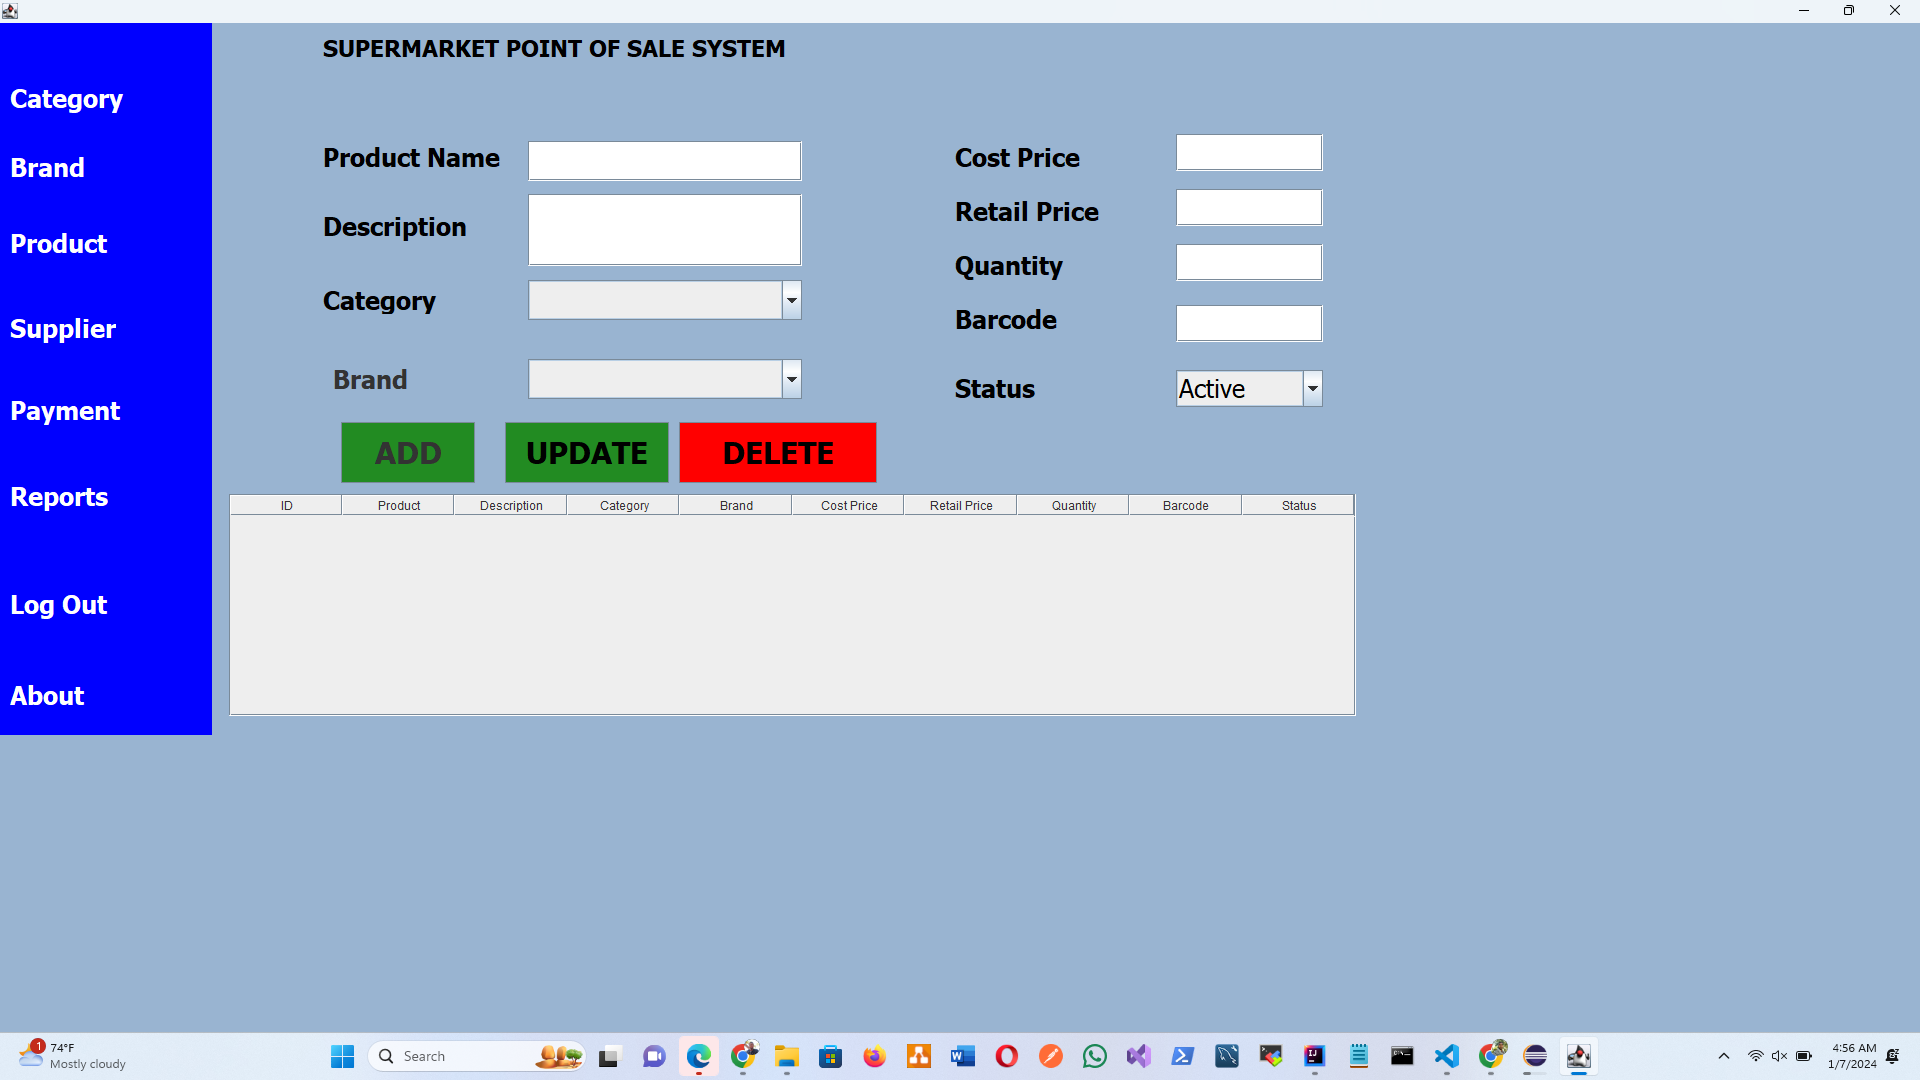 SUPERMARKET POINT OF SALE SYSTEM
Category
Brand
Product
Supplier
Payment
Reports
Log Out
About
Product Name
Description
Category
Brand
Cost Price
Retail Price
Quantity
Barcode
Status Active
ADD UPDATE DELETE
ID Product Description Category Brand Cost Price Retail Price Quantity Barcode Status
1
74°F
Mostly cloudy
Search
4:56 AM
1/7/2024